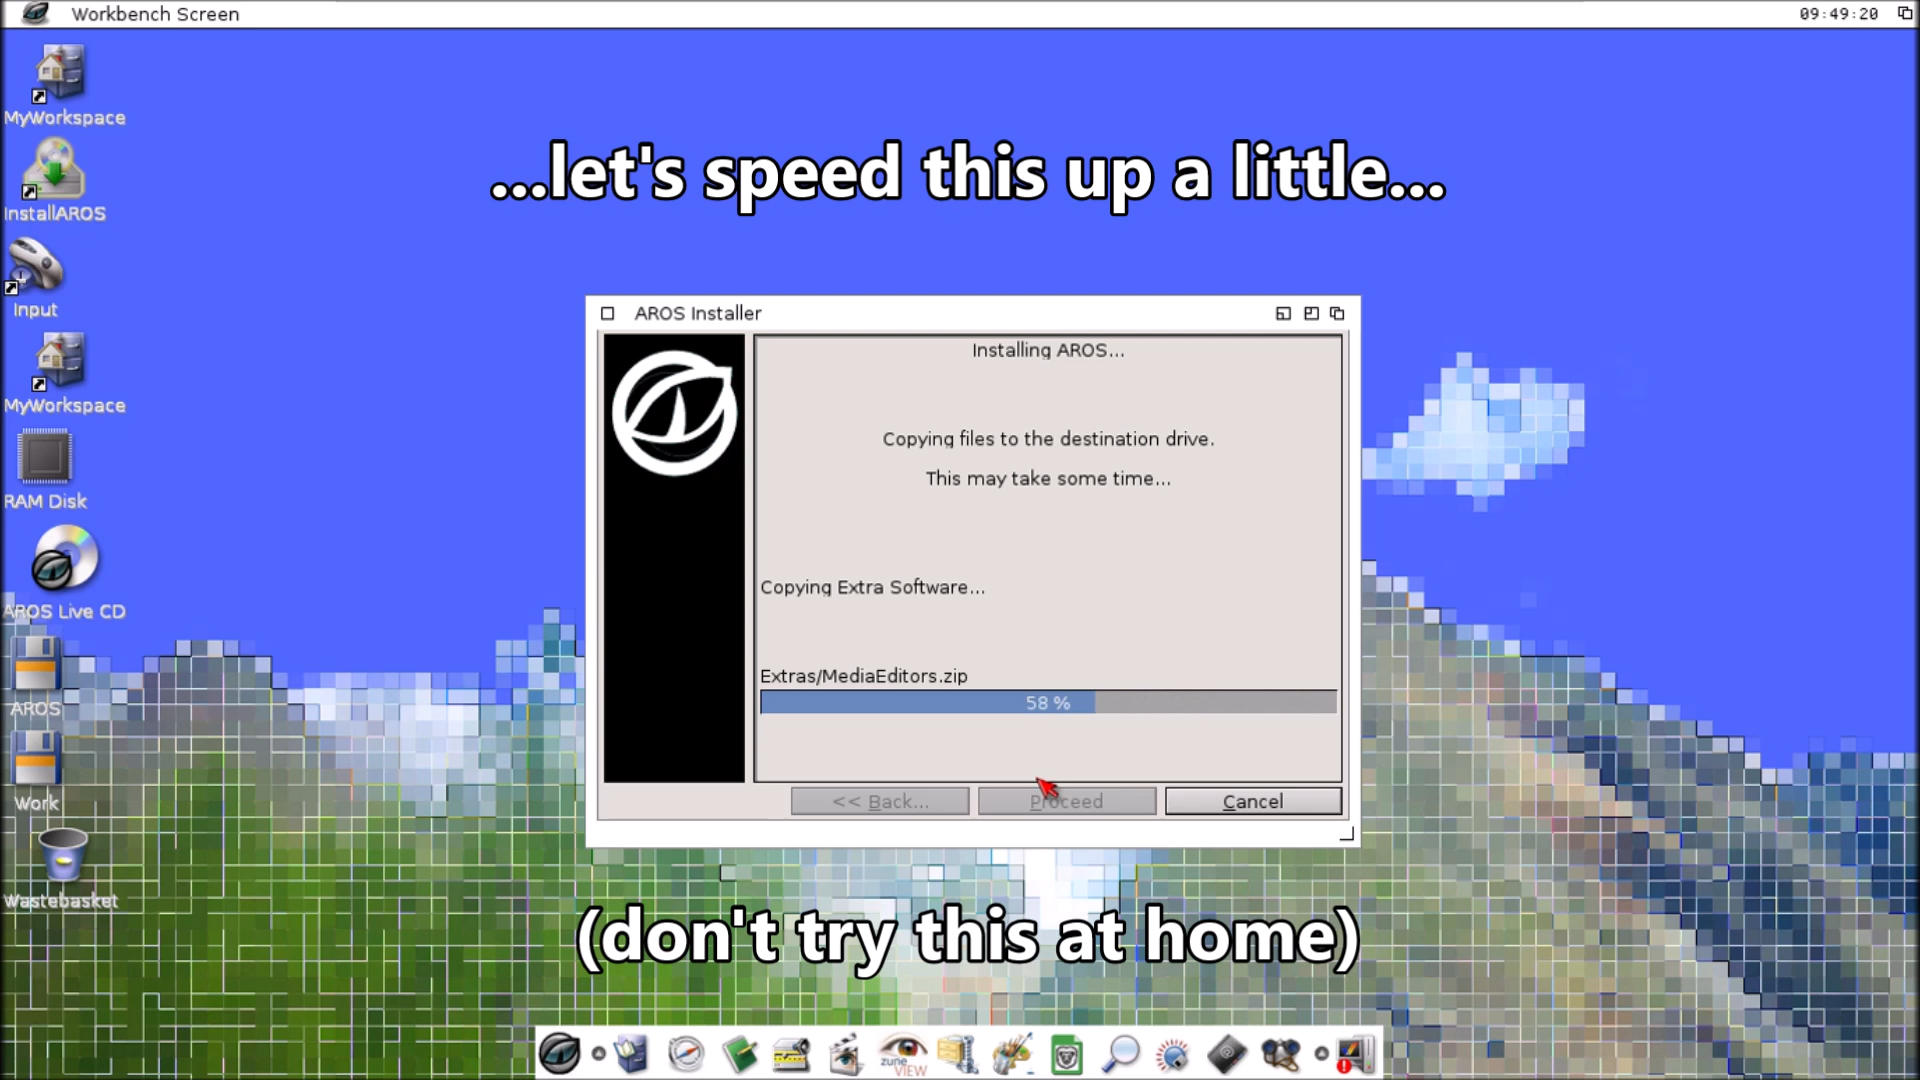 Workbench Screen
09:49:20
MyWorkspace
InstallAROS
Input
MyWorkspace
RAM Disk
AROS Live CD
AROS
Work
Wastebasket
...let's speed this up a little...
AROS Installer
Installing AROS...
Copying files to the destination drive.
This may take some time...
Copying Extra Software...
Extras/MediaEditors.zip
58 %
<< Back...
Proceed
Cancel
(don't try this at home)
zune
VIEW